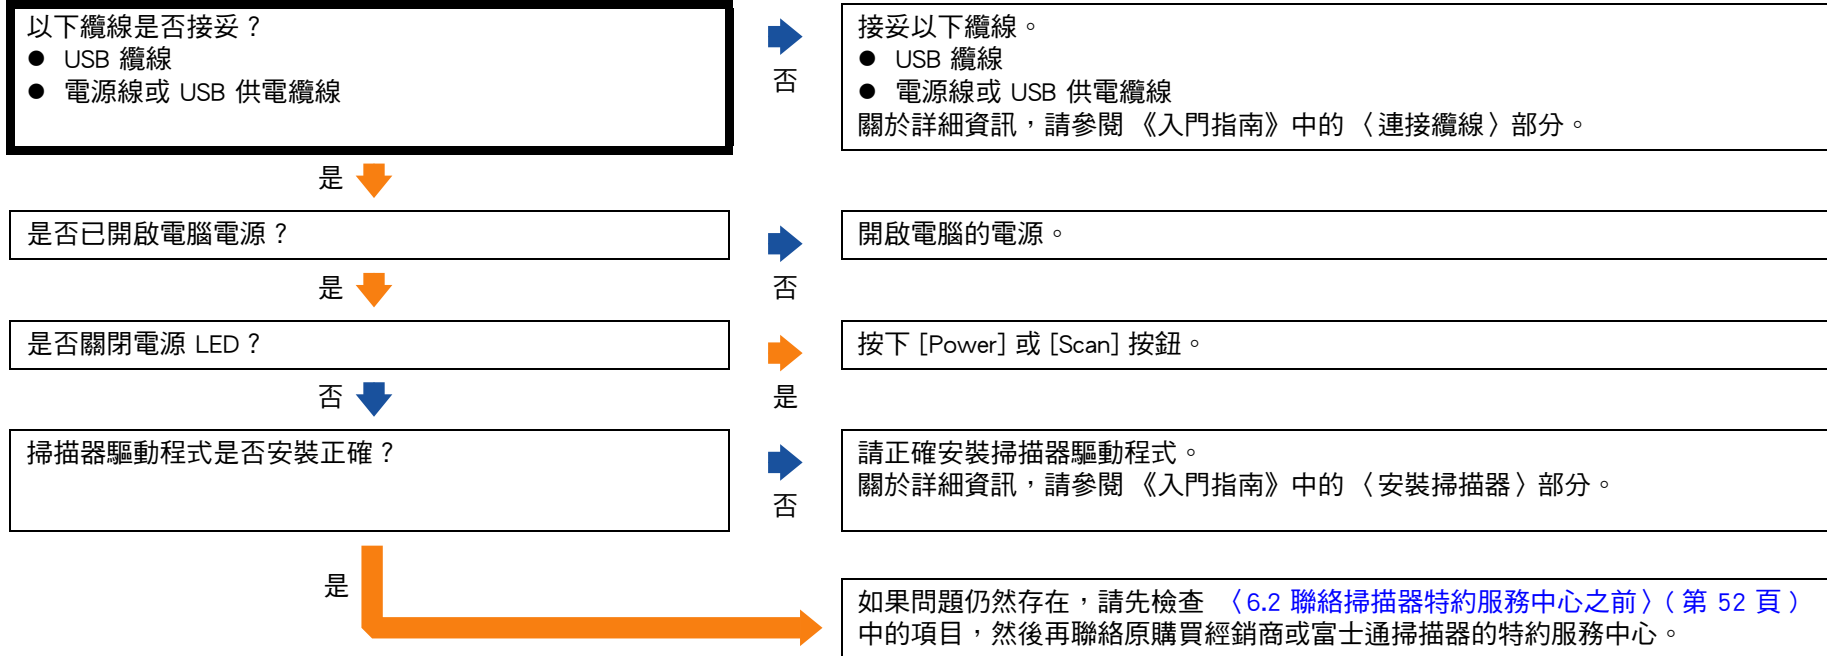 以下纜線是否接妥？
● USB 纜線
● 電源線或 USB 供電纜線
否
接妥以下纜線。
● USB 纜線
● 電源線或 USB 供電纜線
關於詳細資訊，請參閱《入門指南》中的〈連接纜線〉部分。
是
是否已開啟電腦電源？
否
開啟電腦的電源。
是
是否關閉電源 LED？
是
按下 [Power] 或 [Scan] 按鈕。
否
掃描器驅動程式是否安裝正確？
否
請正確安裝掃描器驅動程式。
關於詳細資訊，請參閱《入門指南》中的〈安裝掃描器〉部分。
是
如果問題仍然存在，請先檢查 〈6.2 聯絡掃描器特約服務中心之前〉( 第 52 頁 )
中的項目，然後再聯絡原購買經銷商或富士通掃描器的特約服務中心。